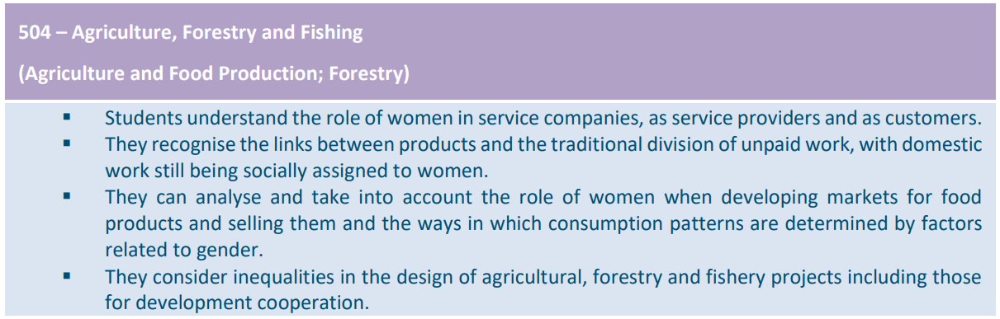 504 – Agriculture, Forestry and Fishing
(Agriculture and Food Production; Forestry)
▪ Students understand the role of women in service companies, as service providers and as customers.
▪ They recognise the links between products and the traditional division of unpaid work, with domestic
work still being socially assigned to women.
▪ They can analyse and take into account the role of women when developing markets for food
products and selling them and the ways in which consumption patterns are determined by factors
related to gender.
▪ They consider inequalities in the design of agricultural, forestry and fishery projects including those
for development cooperation.